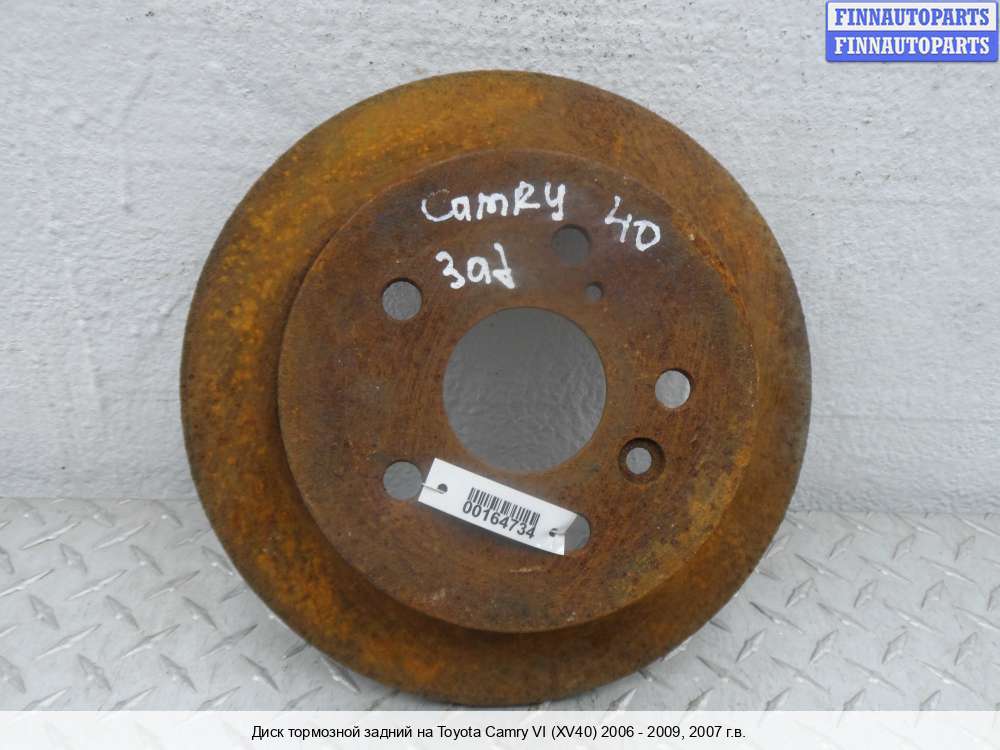 FINNAUTOPARTS
FINNAUTOPARTS
Camry 40
зад
00164734
Диск тормозной задний на Toyota Camry VI (XV40) 2006 - 2009, 2007 г.в.